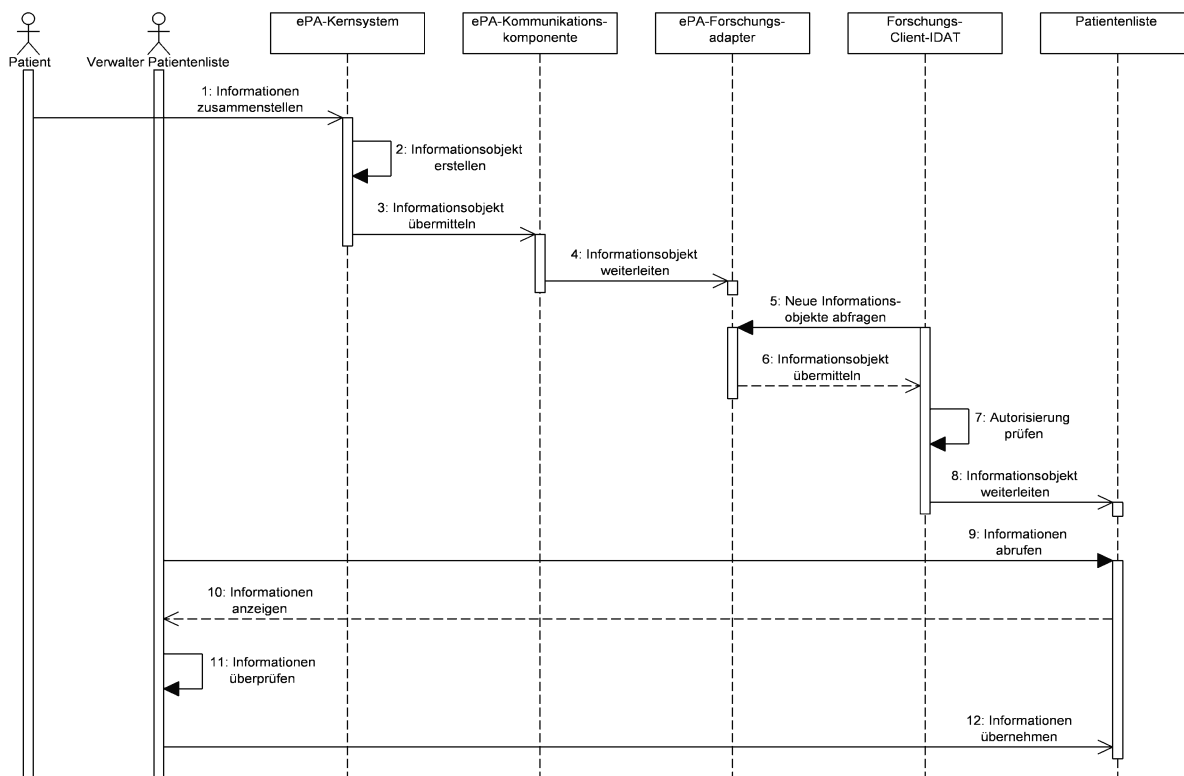 ePA-Kernsystem
ePA-Kommunikations-
komponente
ePA-Forschungs-
adapter
Forschungs-
Client-IDAT
Patientenliste
Patient
Verwalter Patientenliste
1: Informationen
zusammenstellen
2: Informationsobjekt
erstellen
3: Informationsobjekt
übermitteln
4: Informationsobjekt
weiterleiten
5: Neue Informations-
objekte abfragen
6: Informationsobjekt
übermitteln
7: Autorisierung
prüfen
8: Informationsobjekt
weiterleiten
9: Informationen
abrufen
10: Informationen
anzeigen
11: Informationen
überprüfen
12: Informationen
übernehmen